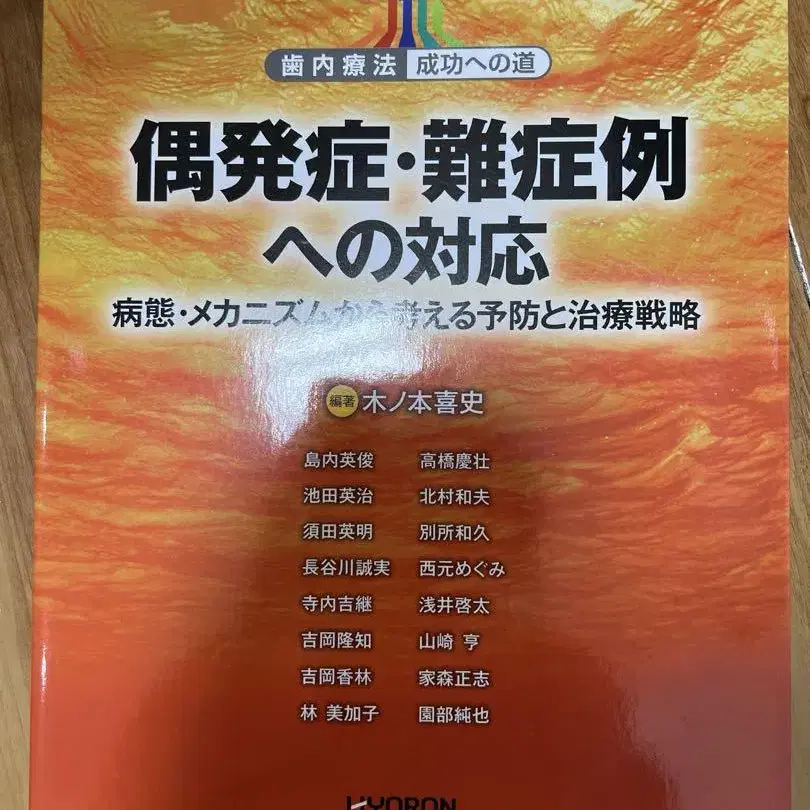 歯内療法 成功への道
偶発症・難症例
への対応
病態・メカニズムから考える予防と治療戦略
編著 木ノ本喜史
島内英俊 高橋慶壮
池田英治 北村和夫
須田英明 別所和久
長谷川誠実 西元めぐみ
寺内吉継 浅井啓太
吉岡隆知 山崎 亨
吉岡香林 家森正志
林 美加子 園部純也
HYORON